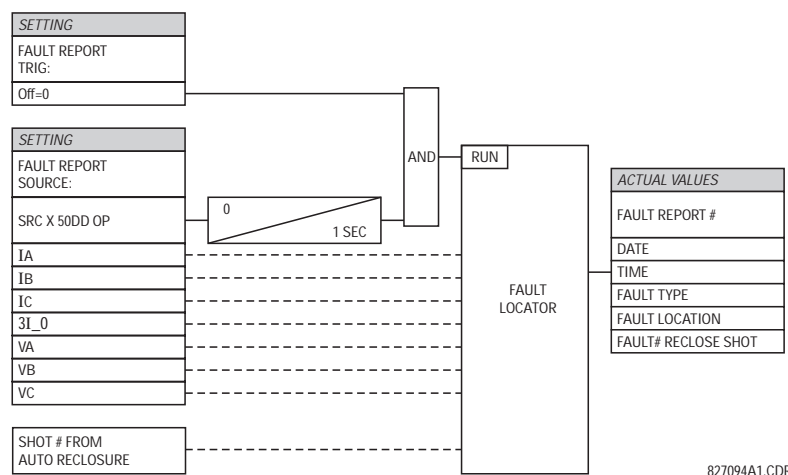 SETTING
FAULT REPORT
TRIG:
Off=0
SETTING
FAULT REPORT
SOURCE:
SRC X 50DD OP
IA
IB
IC
3I_0
VA
VB
VC
SHOT # FROM
AUTO RECLOSURE
0
1 SEC
AND
RUN
FAULT
LOCATOR
ACTUAL VALUES
FAULT REPORT #
DATE
TIME
FAULT TYPE
FAULT LOCATION
FAULT# RECLOSE SHOT
827094A1.CDR